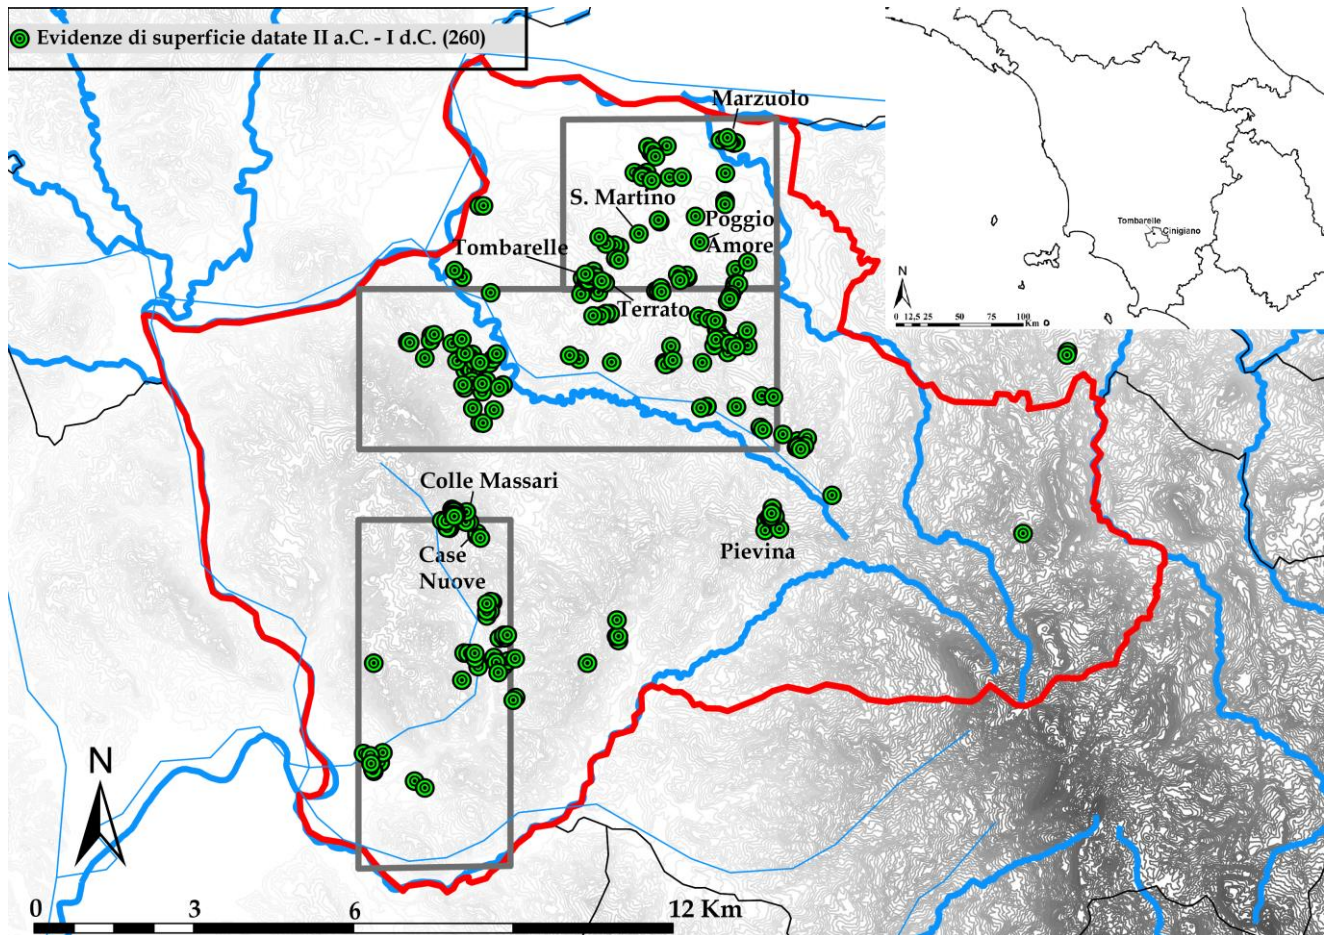 Evidenze di superficie datate II a.C. - I d.C. (260)
Marzuolo
S. Martino
Poggio
Amore
Tombarelle
Terrato
Tombarelle
Cinigiano
N
0 12,5 25 50 75 100
Km
Colle Massari
Case
Nuove
Pievina
N
0 3 6 12 Km